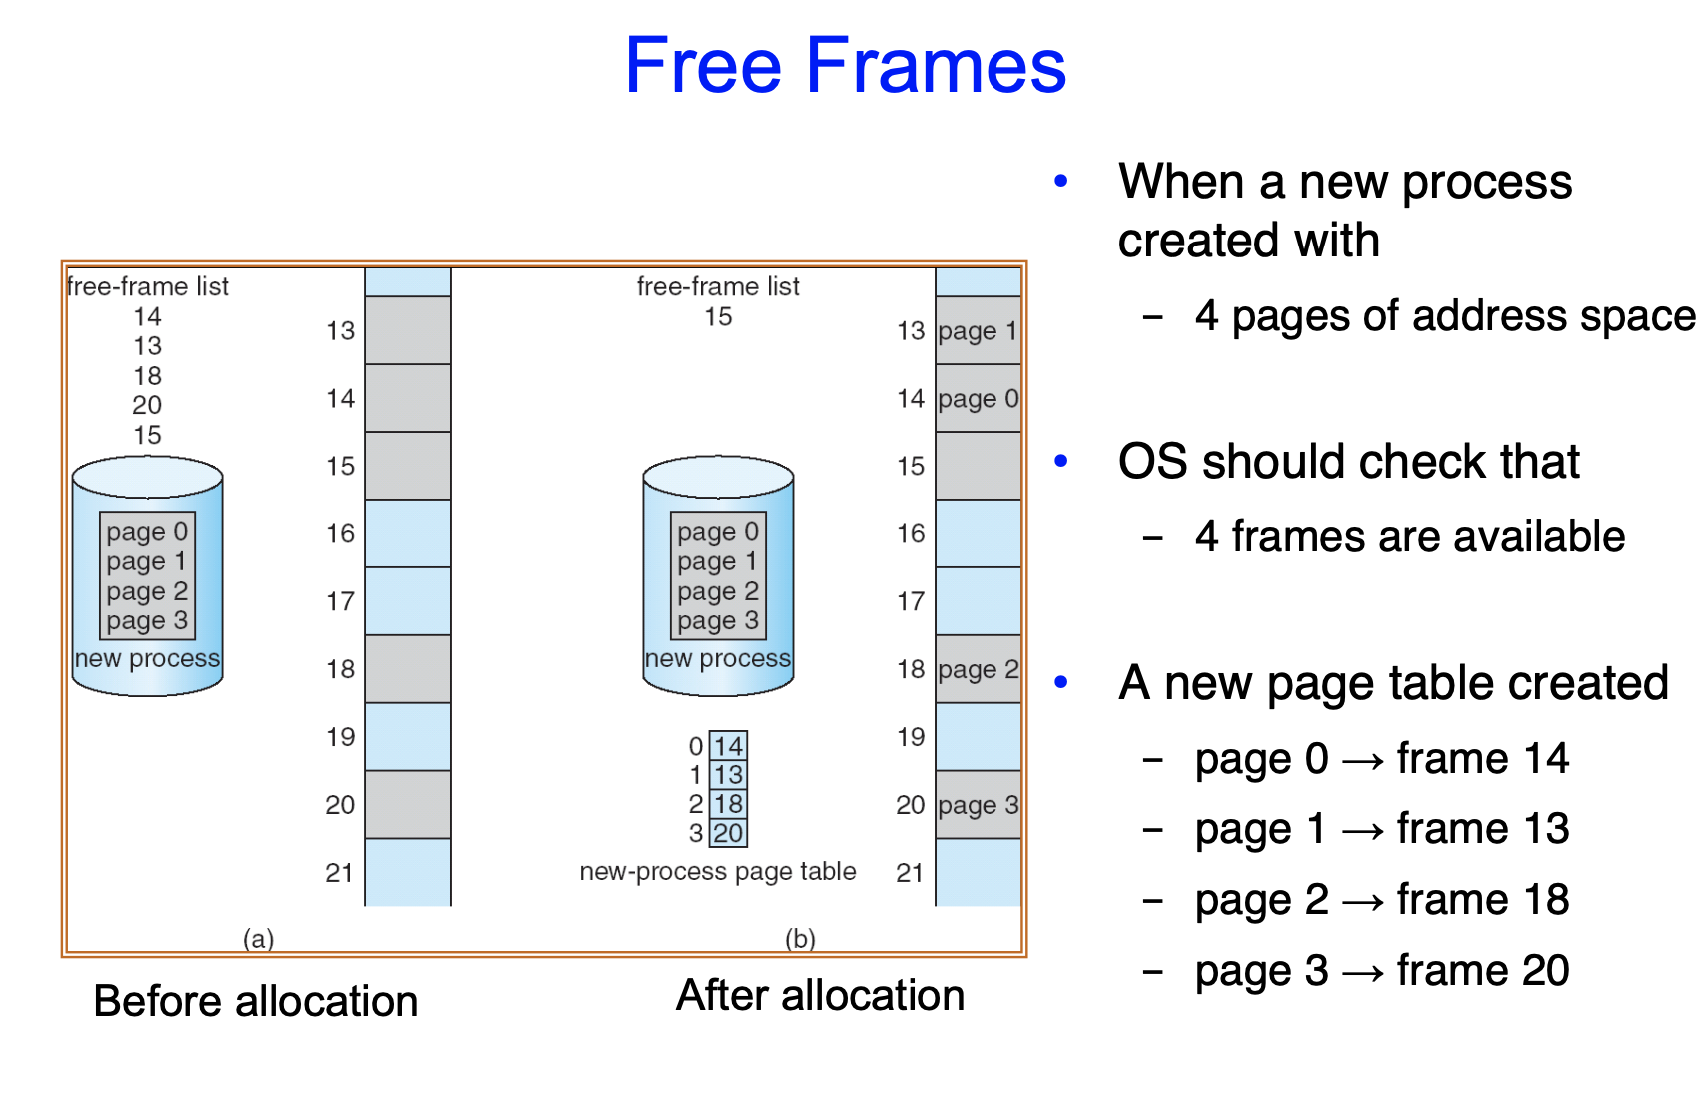 Free Frames
free-frame list
14
13
18
20
15
page 0
page 1
page 2
page 3
new process
13
14
15
16
17
18
19
20
21
(a)
Before allocation
free-frame list
15
page 0
page 1
page 2
page 3
new process
0 14
1 13
2 18
3 20
new-process page table
13 page 1
14 page 0
15
16
17
18 page 2
19
20 page 3
21
(b)
After allocation
• When a new process
created with
– 4 pages of address space
• OS should check that
– 4 frames are available
• A new page table created
– page 0 → frame 14
– page 1 → frame 13
– page 2 → frame 18
– page 3 → frame 20